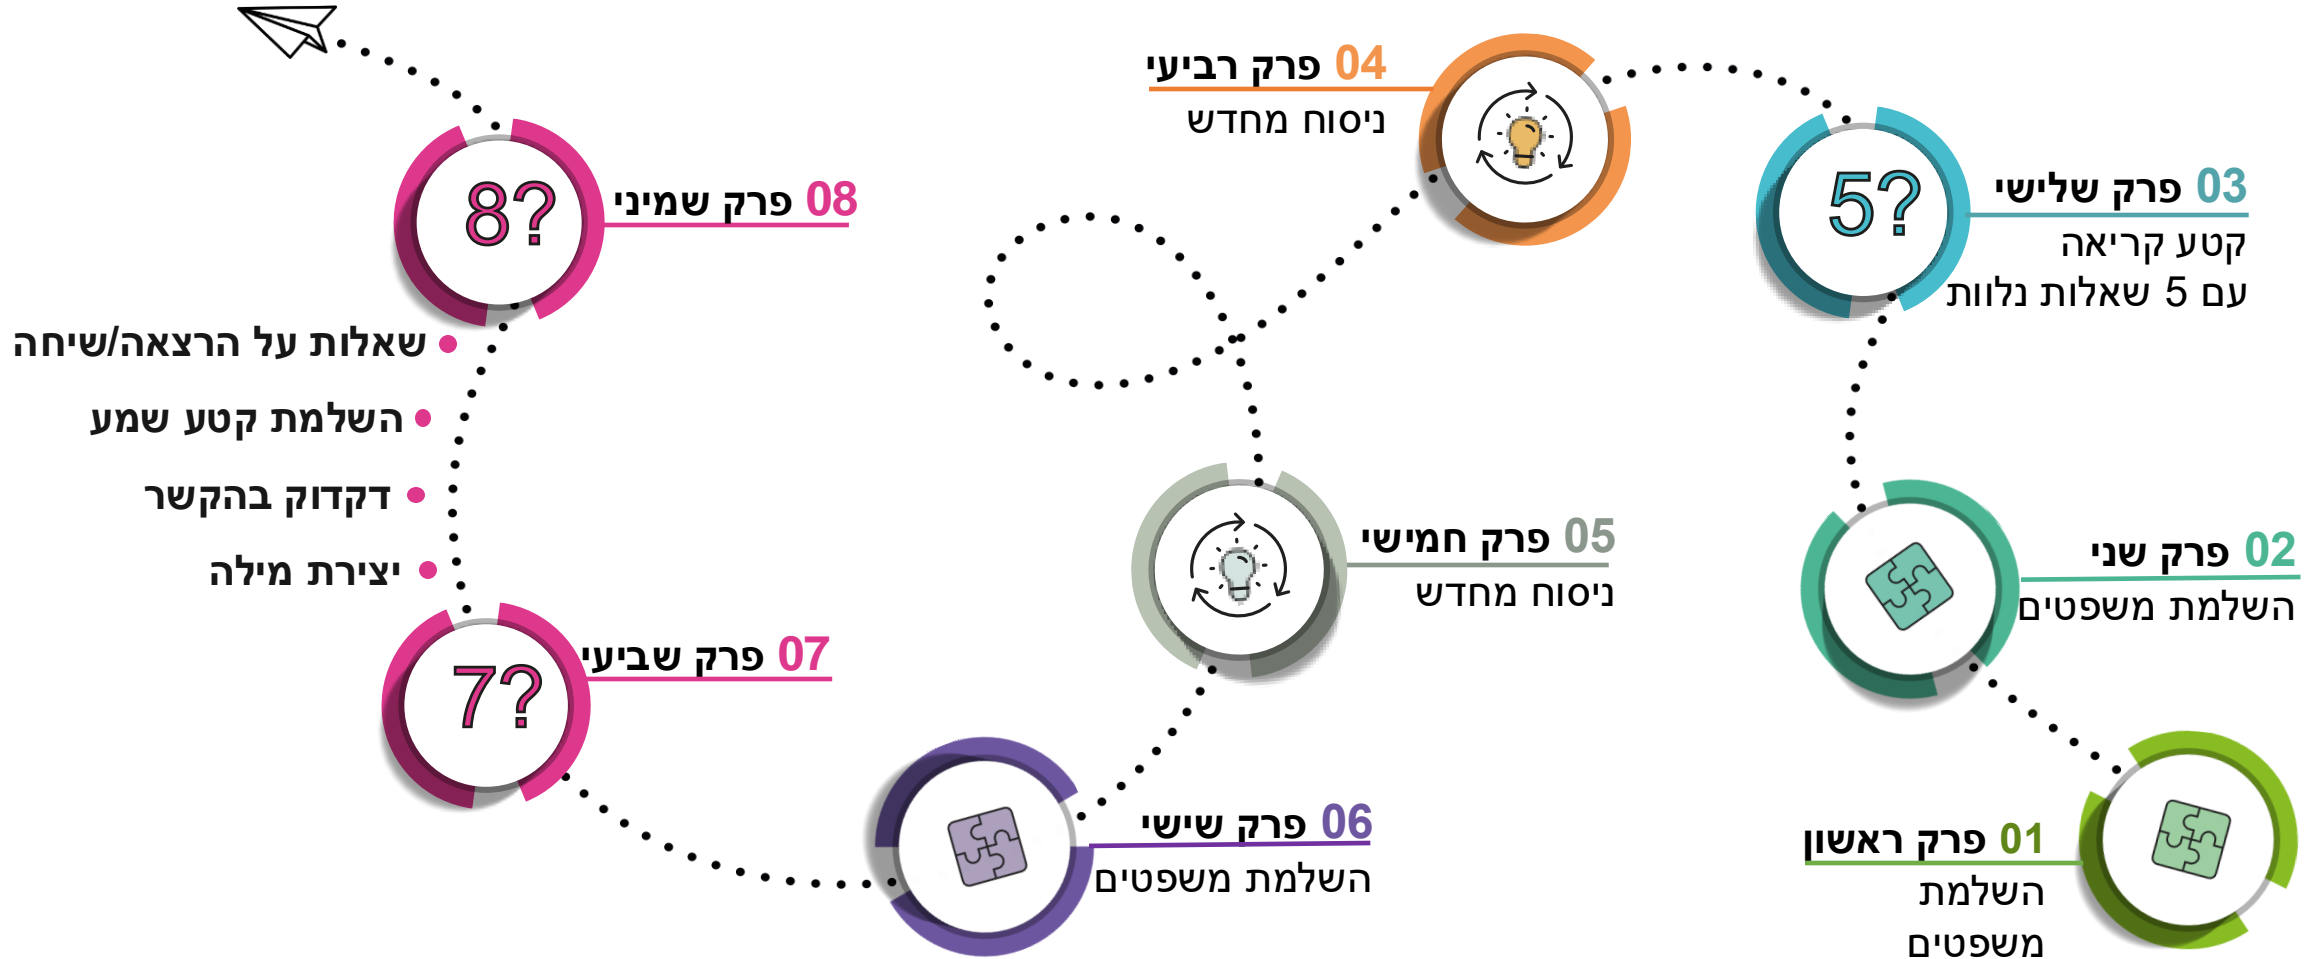 01 פרק ראשון
השלמת
משפטים
02 פרק שני
השלמת משפטים
03 פרק שלישי
קטע קריאה
עם 5 שאלות נלוות
5?
04 פרק רביעי
ניסוח מחדש
05 פרק חמישי
ניסוח מחדש
06 פרק שישי
השלמת משפטים
07 פרק שביעי
7?
08 פרק שמיני
8?
שאלות על הרצאה/שיחה
השלמת קטע שמע
דקדוק בהקשר
יצירת מילה